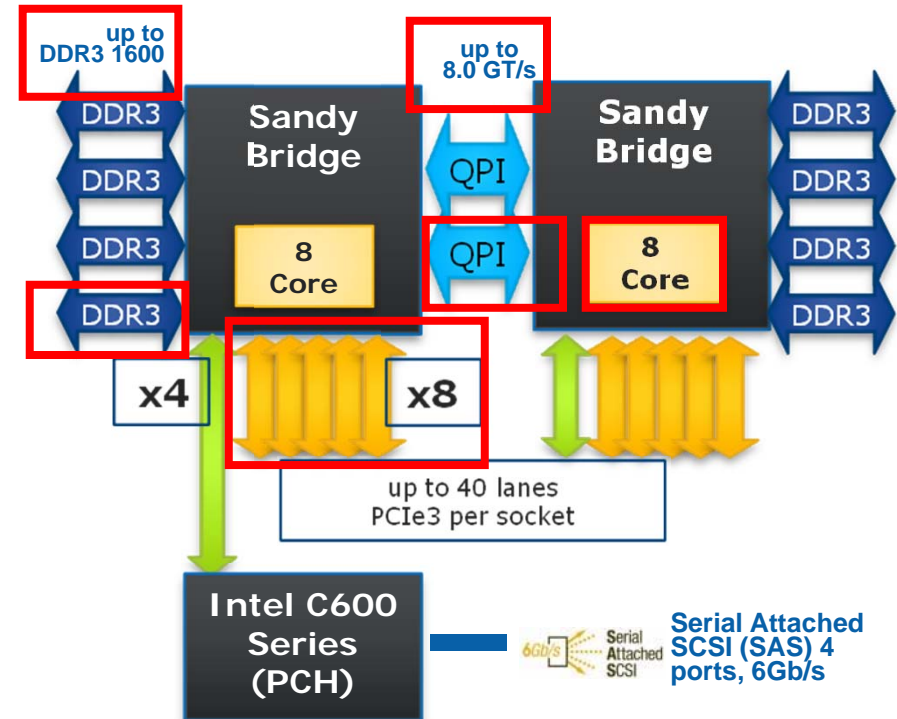 up to
DDR3 1600
up to
8.0 GT/s
DDR3
DDR3
DDR3
DDR3
Sandy
Bridge
8
Core
QPI
QPI
Sandy
Bridge
8
Core
DDR3
DDR3
DDR3
DDR3
x4
x8
up to 40 lanes
PCIe3 per socket
Intel C600
Series
(PCH)
6Gb/s
Serial
Attached
SCSI
Serial Attached
SCSI (SAS) 4
ports, 6Gb/s